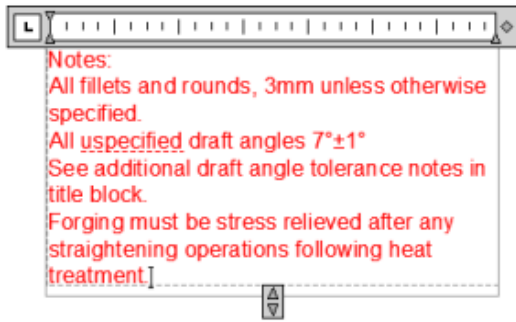 Notes:
All fillets and rounds, 3mm unless otherwise
specified.
All uspecified draft angles 7°±1°
See additional draft angle tolerance notes in
title block.
Forging must be stress relieved after any
straightening operations following heat
treatment.